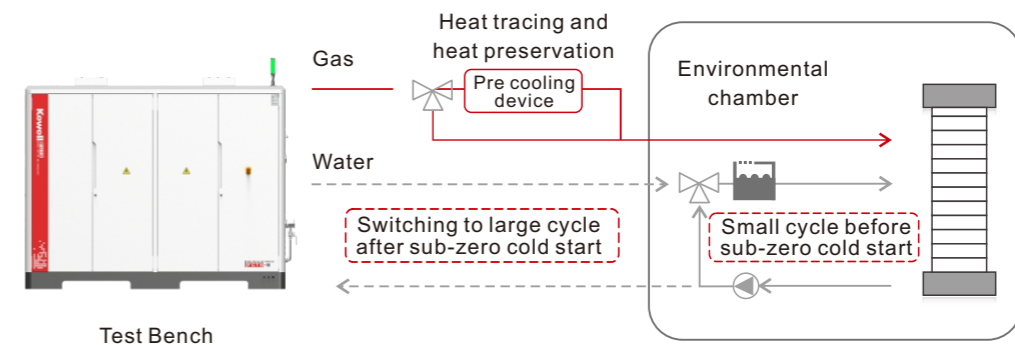 Heat tracing and
heat preservation
Gas
Pre cooling
device
Environmental
chamber
Kowell
Water
Switching to large cycle
after sub-zero cold start
Small cycle before
sub-zero cold start
Test Bench